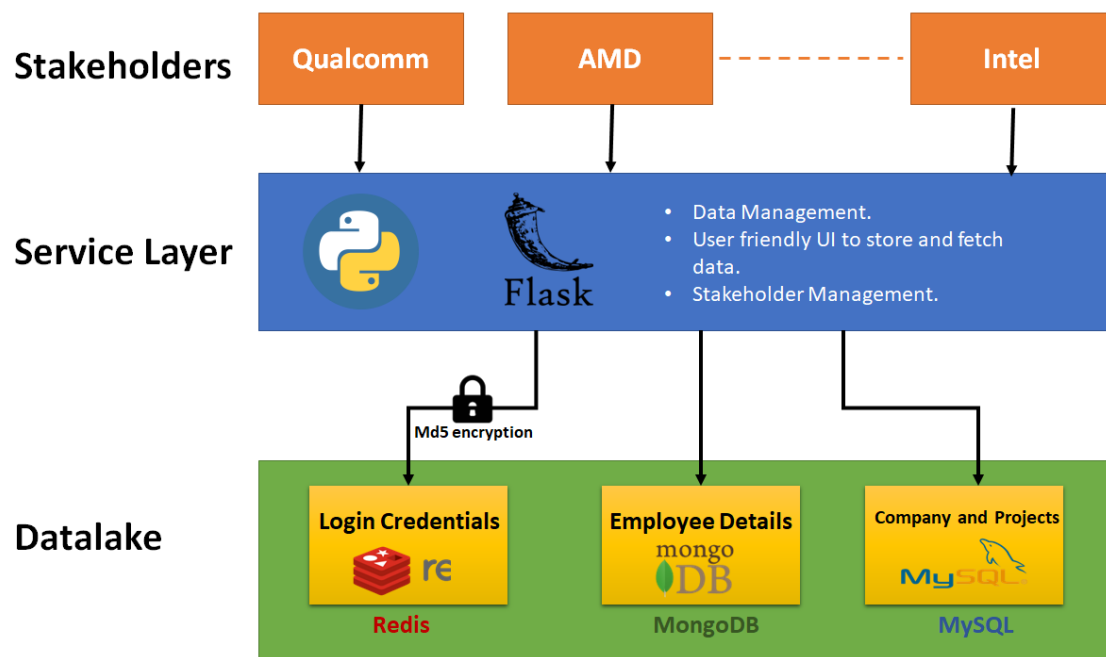 Stakeholders
Qualcomm
AMD
Intel
Service Layer
Flask
• Data Management.
• User friendly UI to store and fetch
data.
• Stakeholder Management.
Md5 encryption
Datalake
Login Credentials
re
Redis
Employee Details
mongo
DB
MongoDB
Company and Projects
MySQL
MySQL